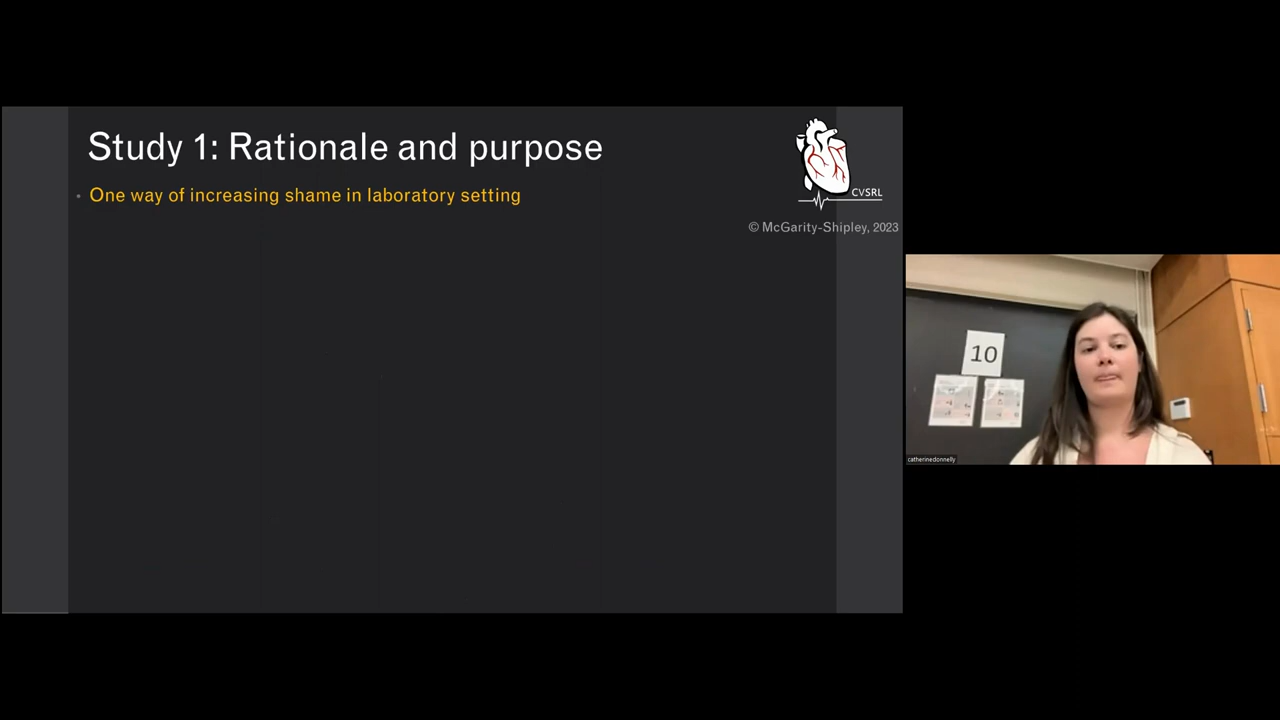 Study 1: Rationale and purpose
• One way of increasing shame in laboratory setting
CVSRL
© McGarity-Shipley, 2023
10
catherinedonnelly